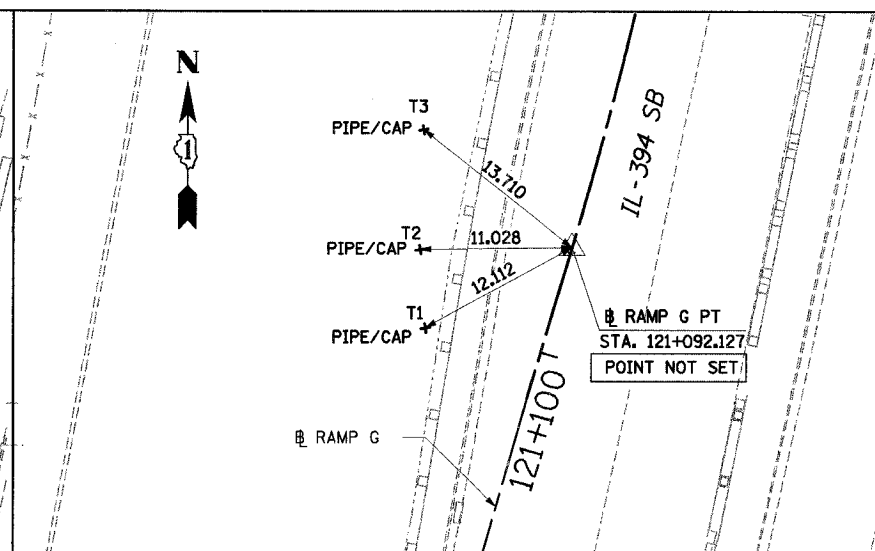 N
1
T3
PIPE/CAP
13.710
IL-394 SB
T2
PIPE/CAP
11.028
12.112
T1
PIPE/CAP
℄ RAMP G PT
STA. 121+092.127
POINT NOT SET
121+100
℄ RAMP G